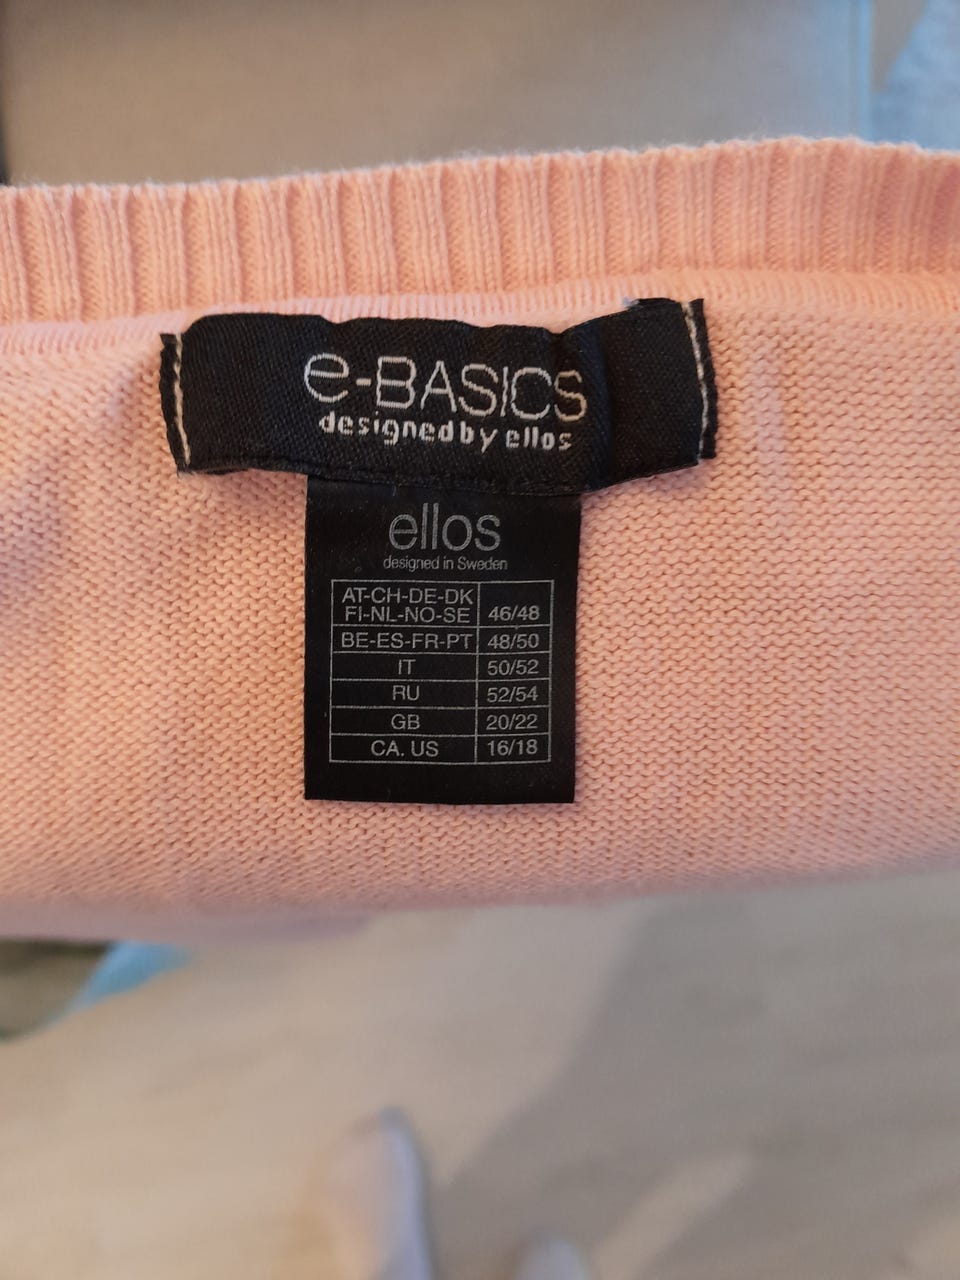 e-BASICS
designed by ellos
ellos
designed in Sweden
AT-CH-DE-DK
FI-NL-NO-SE 46/48
BE-ES-FR-PT 48/50
IT 50/52
RU 52/54
GB 20/22
CA. US 16/18